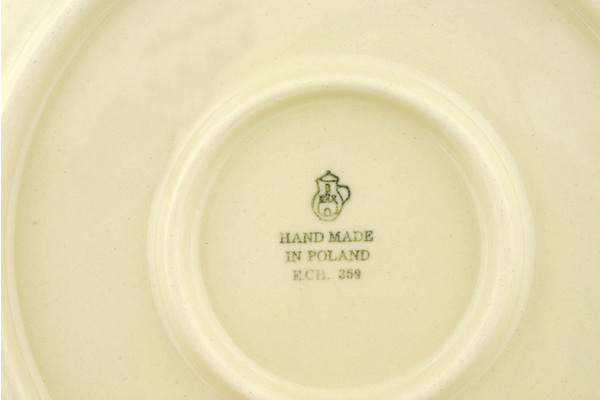 HAND MADE
IN POLAND
E.CH. 359